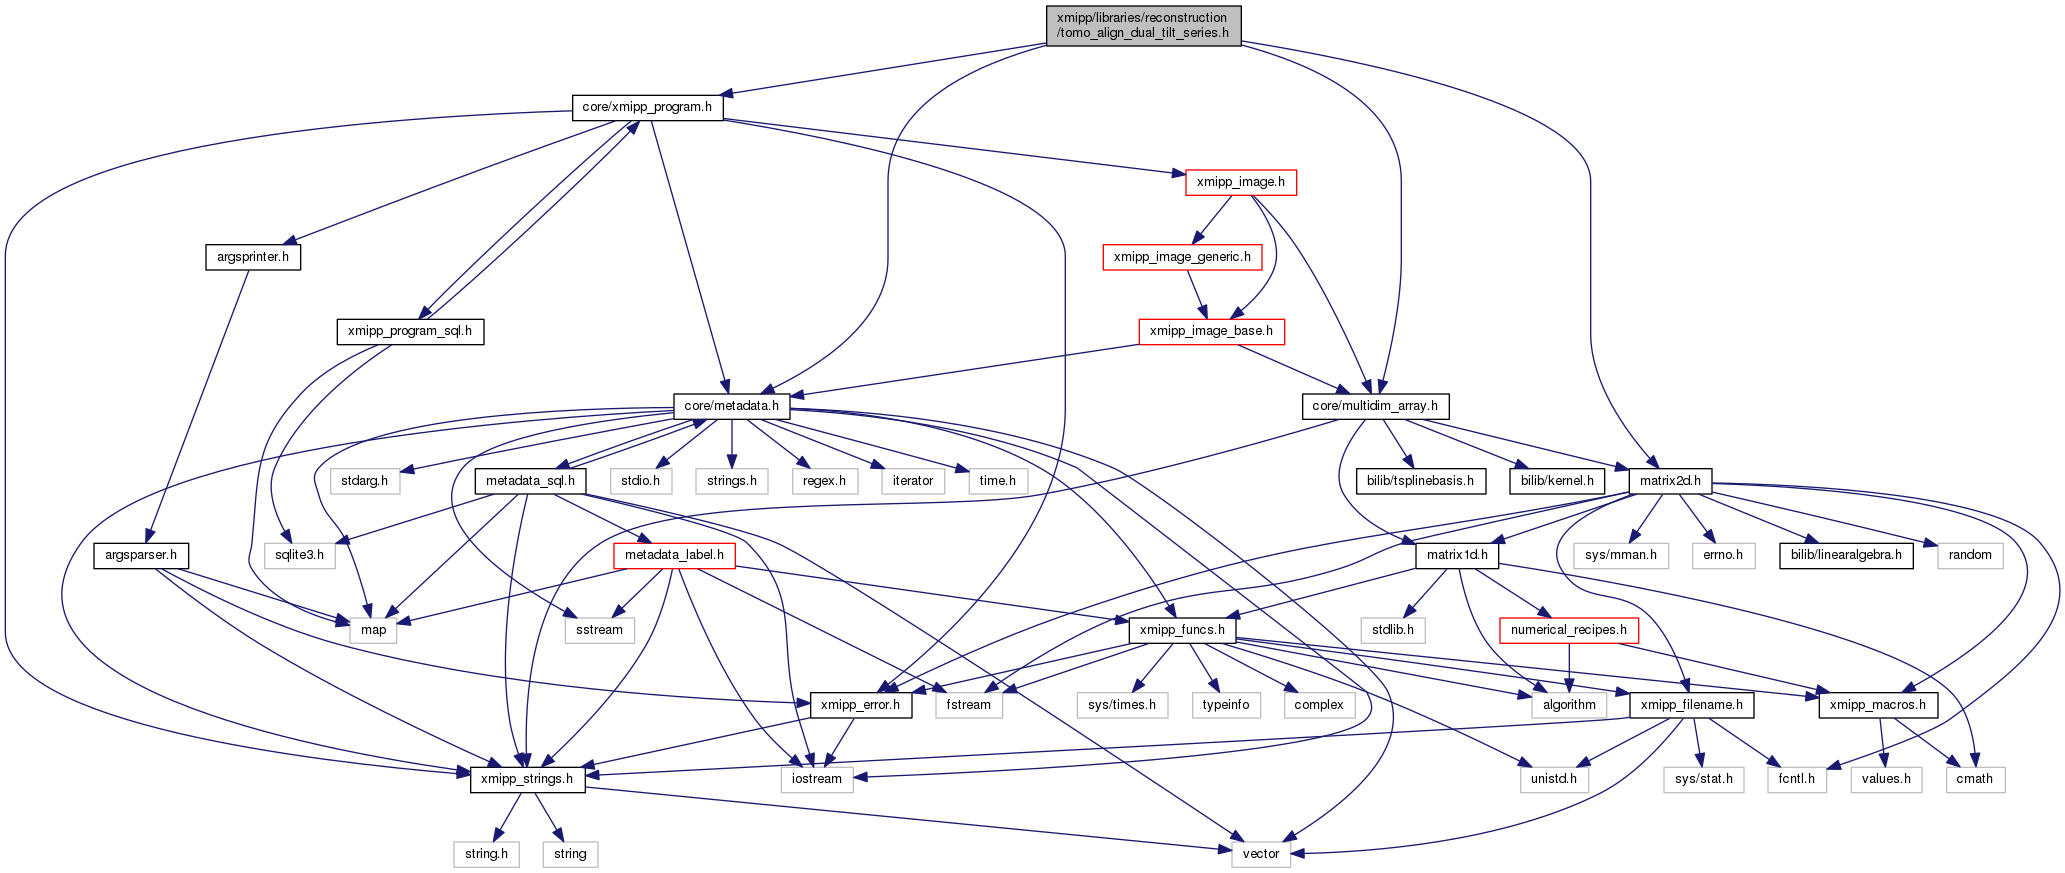 xmipp/libraries/reconstruction
/tomo_align_dual_tilt_series.h
core/xmipp_program.h
xmipp_image.h
argsprinter.h
xmipp_image_generic.h
xmipp_program_sql.h
xmipp_image_base.h
core/metadata.h
core/multidim_array.h
stdarg.h
metadata_sql.h
stdio.h
strings.h
regex.h
iterator
time.h
bilib/tsplinebasis.h
bilib/kernel.h
matrix2d.h
argsparser.h
sqlite3.h
metadata_label.h
matrix1d.h
sys/mman.h
errno.h
bilib/linearalgebra.h
random
map
sstream
xmipp_funcs.h
stdlib.h
numerical_recipes.h
xmipp_error.h
fstream
sys/times.h
typeinfo
complex
algorithm
xmipp_filename.h
xmipp_macros.h
xmipp_strings.h
iostream
unistd.h
sys/stat.h
fcntl.h
values.h
cmath
string.h
string
vector